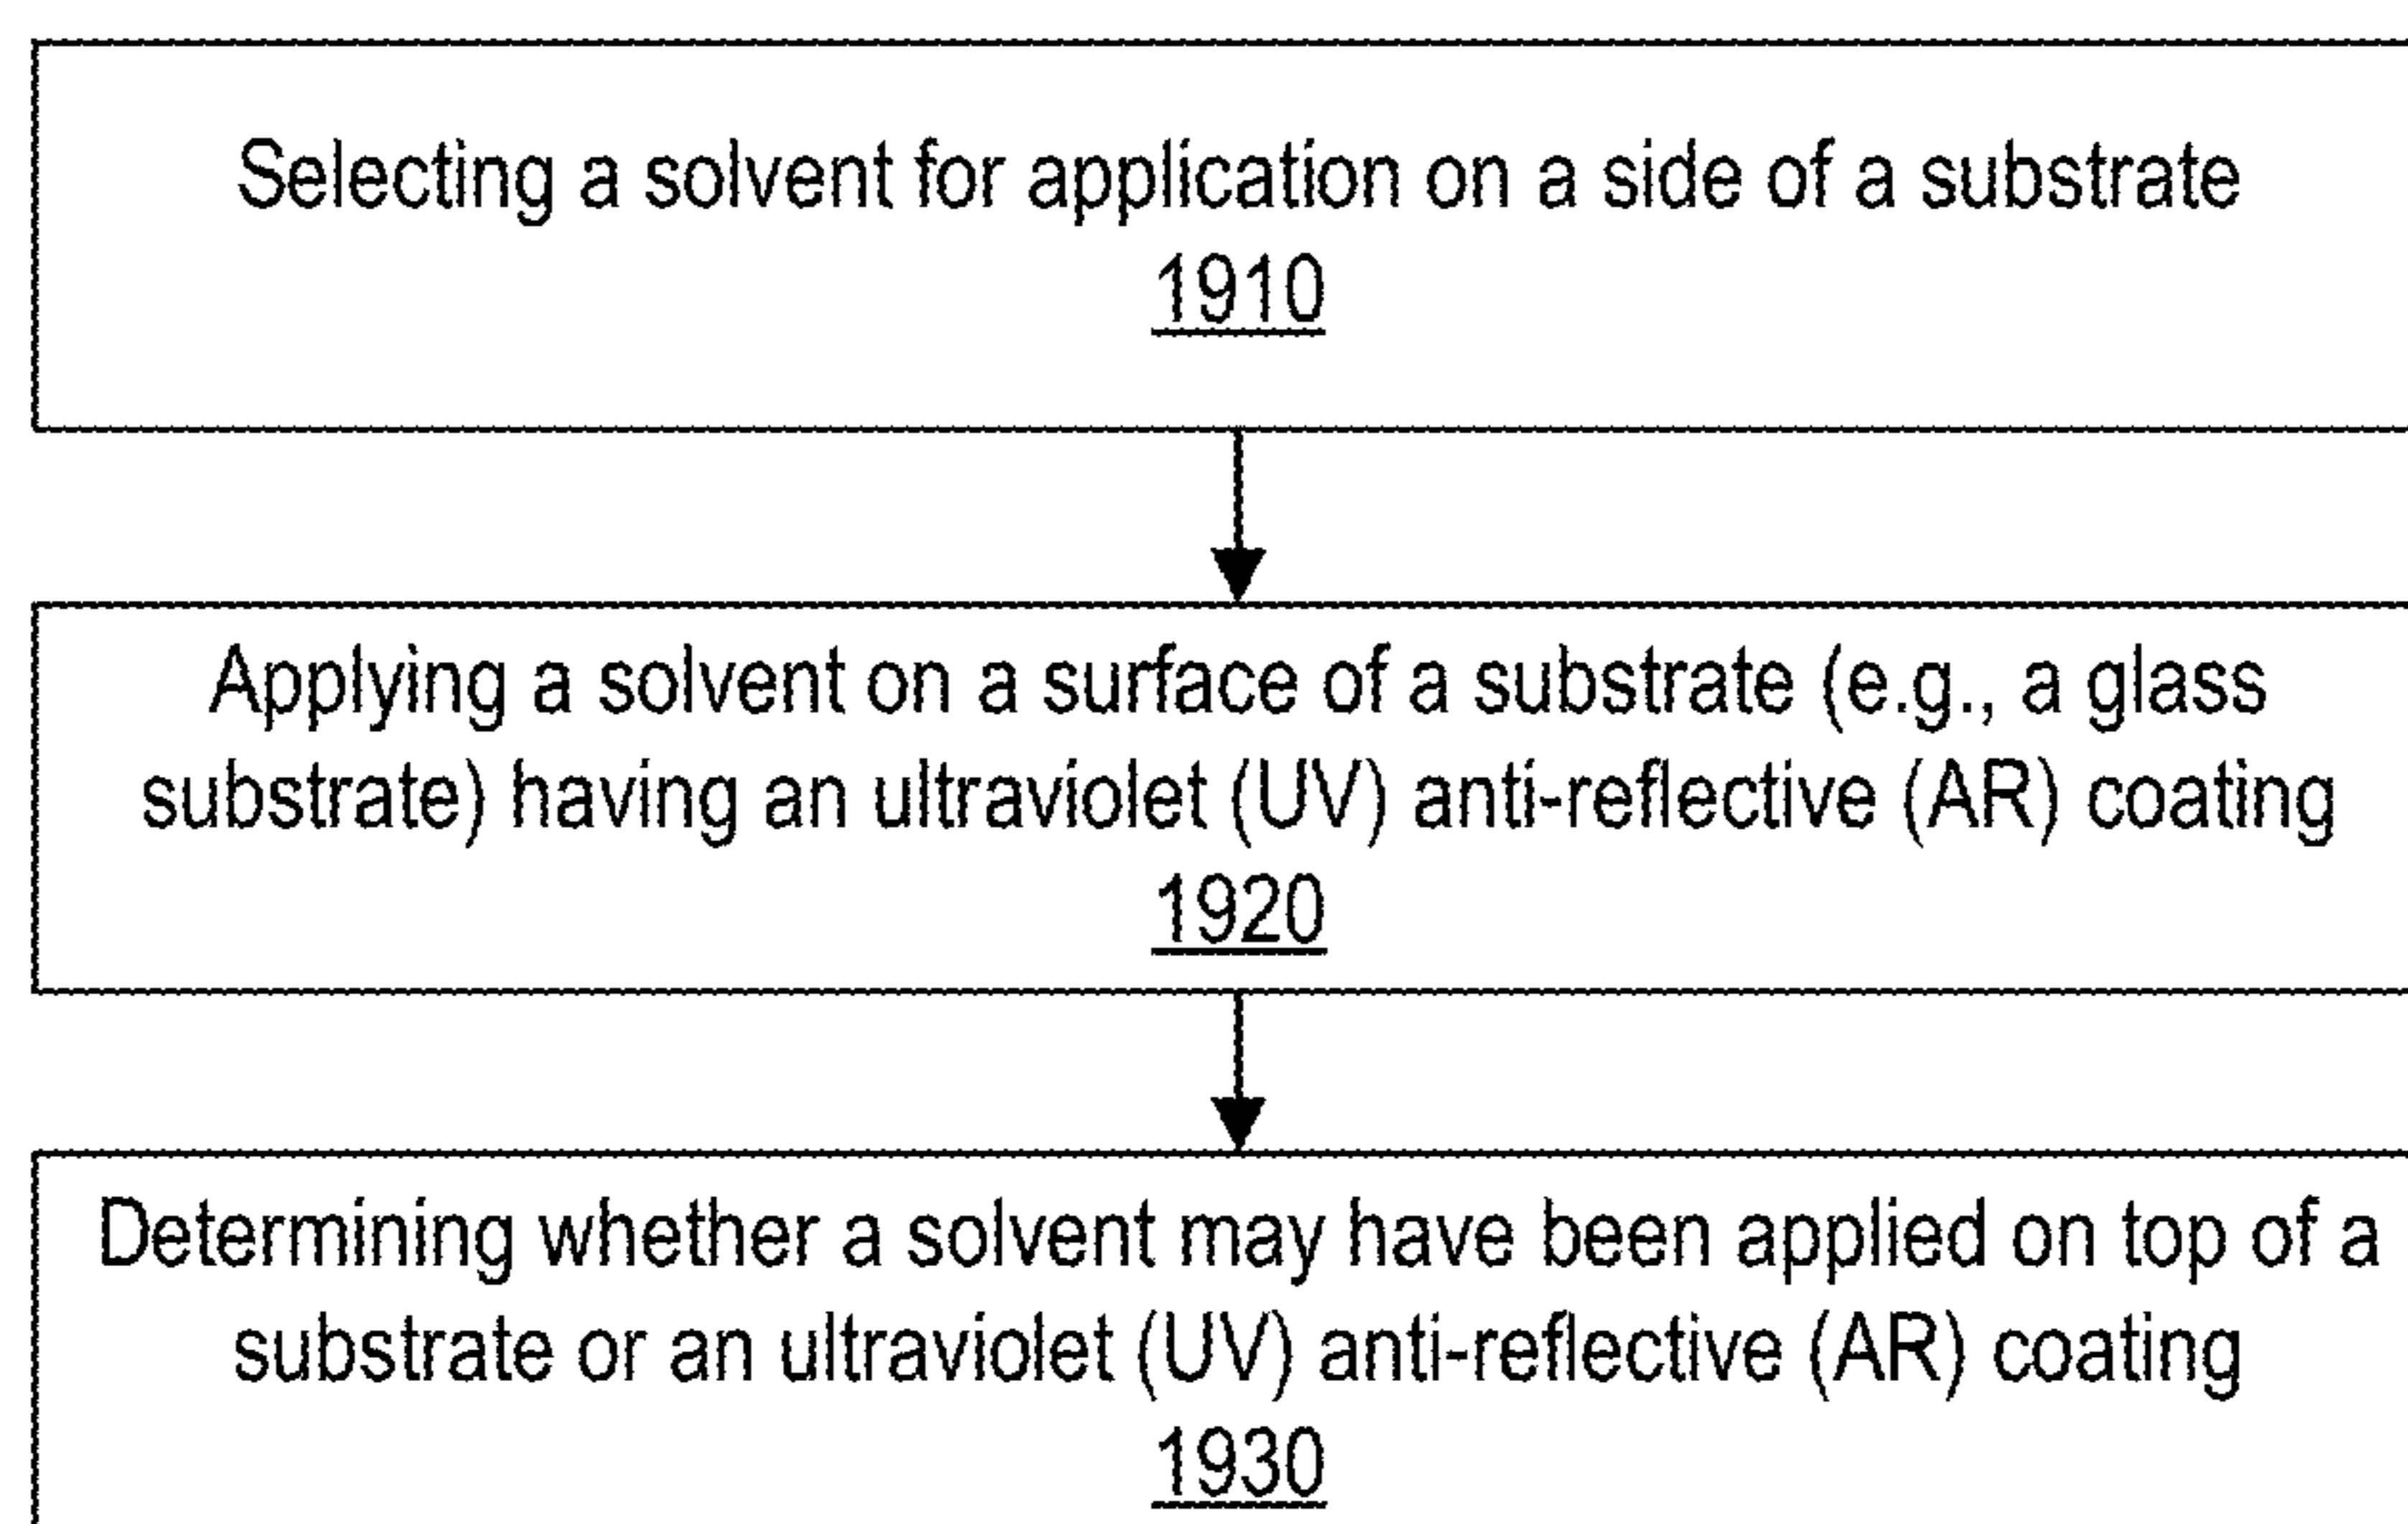 Selecting a solvent for application on a side of a substrate
1910
Applying a solvent on a surface of a substrate (e.g., a glass
substrate) having an ultraviolet (UV) anti-reflective (AR) coating
1920
Determining whether a solvent may have been applied on top of a
substrate or an ultraviolet (UV) anti-reflective (AR) coating
1930